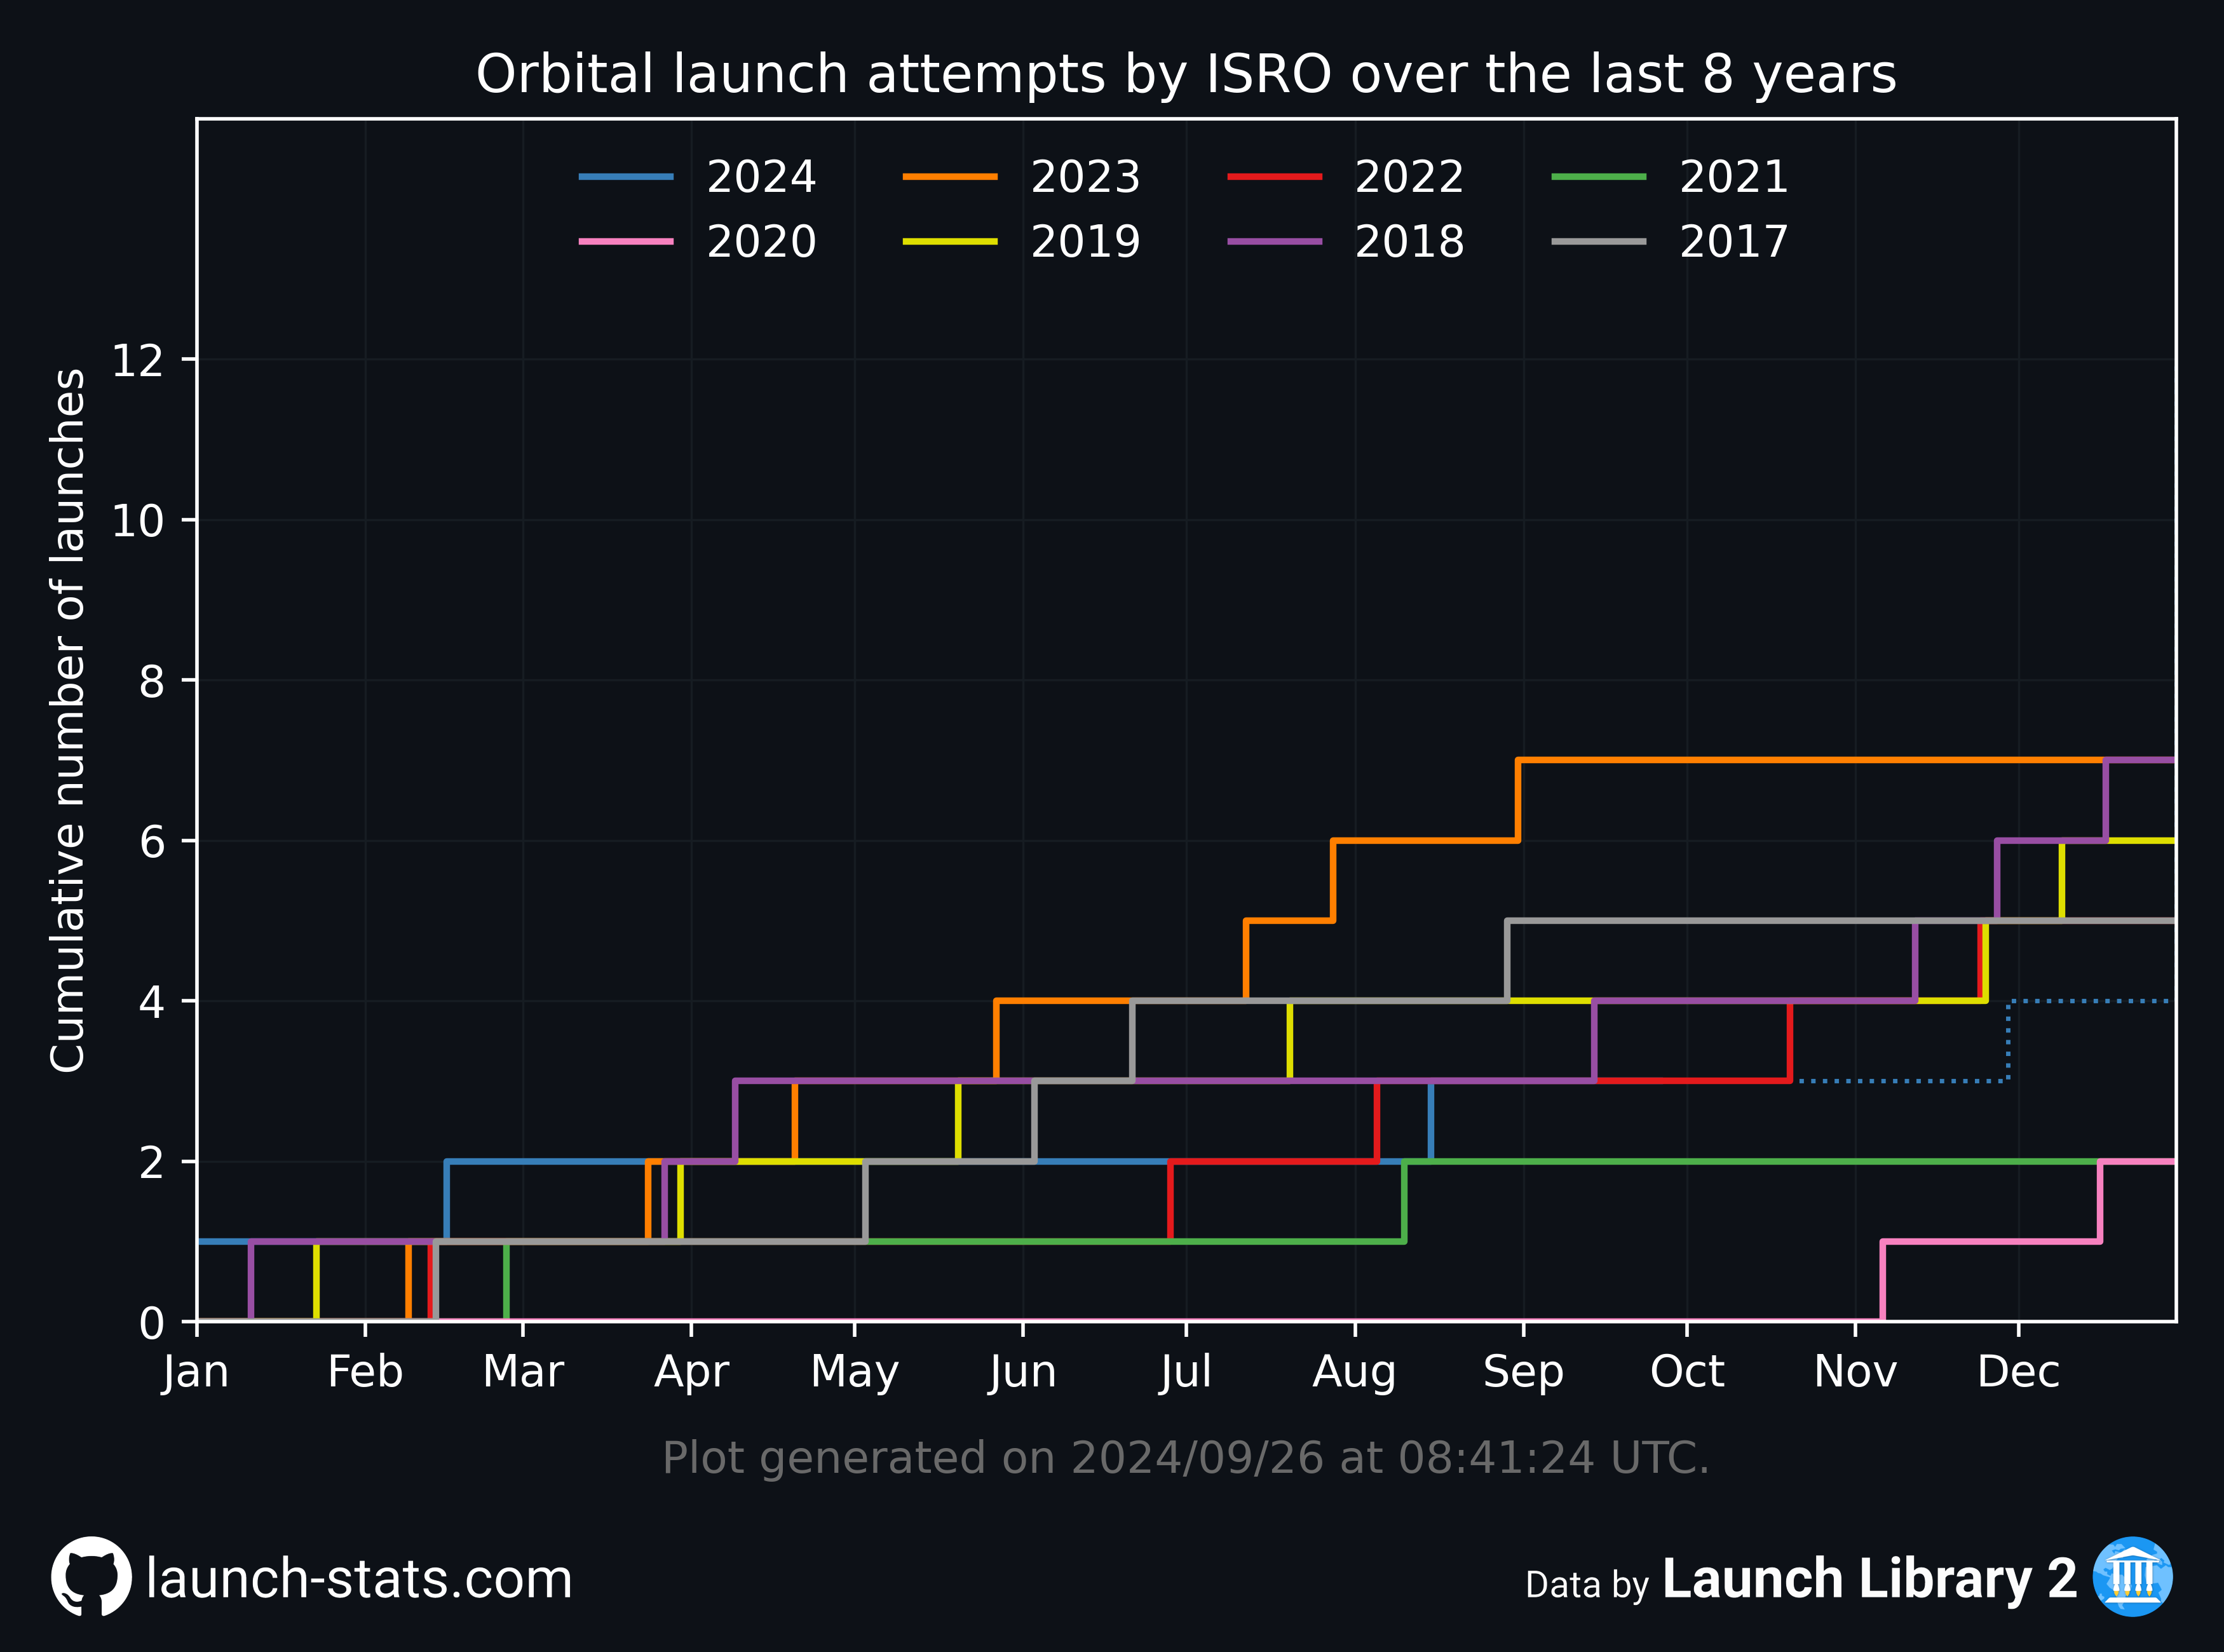 Orbital launch attempts by ISRO over the last 8 years
2024 2023 2022 2021
2020 2019 2018 2017
Cumulative number of launches
12
10
8
6
4
2
0
Jan Feb Mar Apr May Jun Jul Aug Sep Oct Nov Dec
Plot generated on 2024/09/26 at 08:41:24 UTC.
launch-stats.com
Data by Launch Library 2